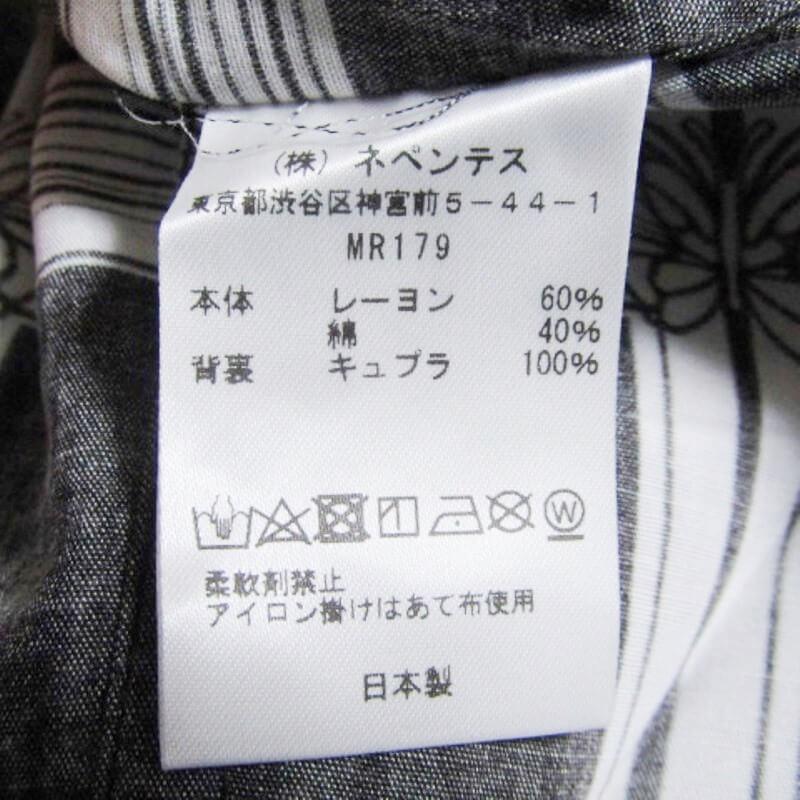 (株) ネペンテス
東京都渋谷区神宮前5-44-1
MR179
本体 レーヨン 60%
綿 40%
背裏 キュプラ 100%
W
柔軟剤禁止
アイロン掛けはあて布使用
日本製